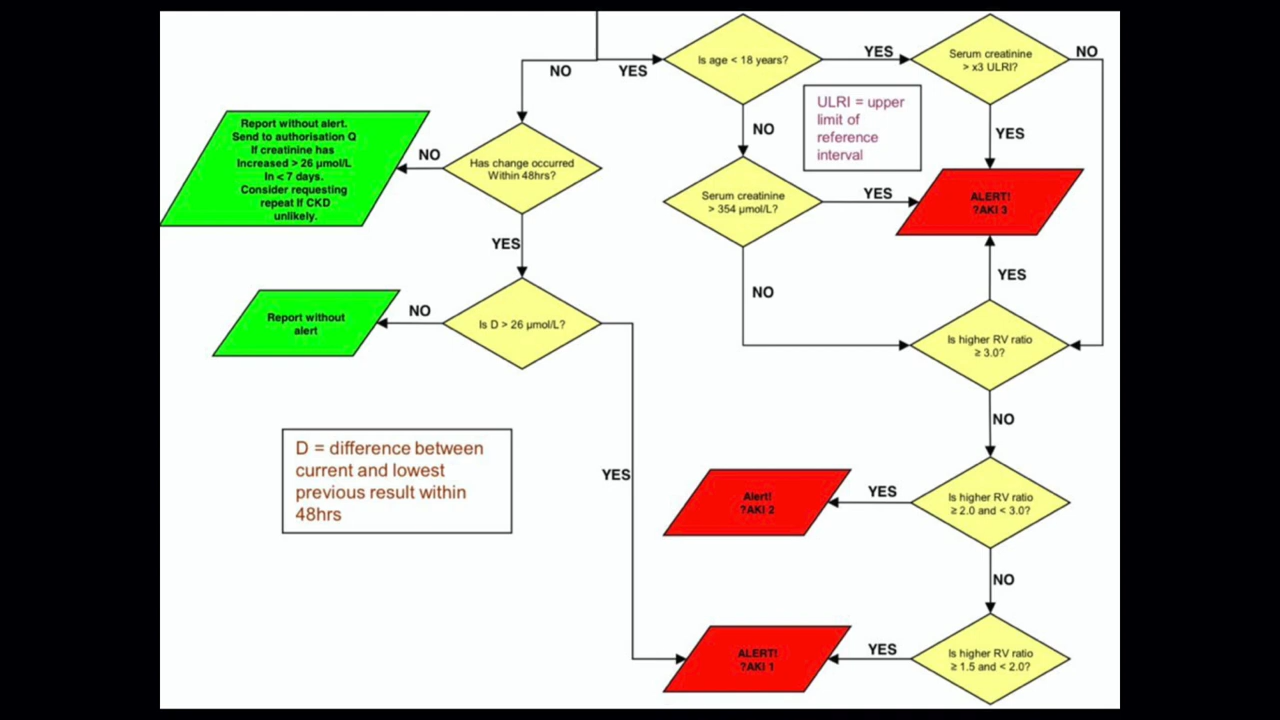 Is age < 18 years?
YES
Serum creatinine
> x3 ULRI?
NO
NO
YES
ULRI = upper
limit of
reference
interval
Report without alert.
Send to authorisation Q
If creatinine has
Increased > 26 µmol/L
In < 7 days.
Consider requesting
repeat If CKD
unlikely.
NO
Has change occurred
Within 48hrs?
NO
YES
Serum creatinine
> 354 µmol/L?
YES
ALERT!
?AKI 3
YES
YES
NO
Report without
alert
NO
Is D > 26 µmol/L?
Is higher RV ratio
≥ 3.0?
NO
D = difference between
current and lowest
previous result within
48hrs
YES
Alert!
?AKI 2
YES
Is higher RV ratio
≥ 2.0 and < 3.0?
NO
ALERT!
?AKI 1
YES
Is higher RV ratio
≥ 1.5 and < 2.0?